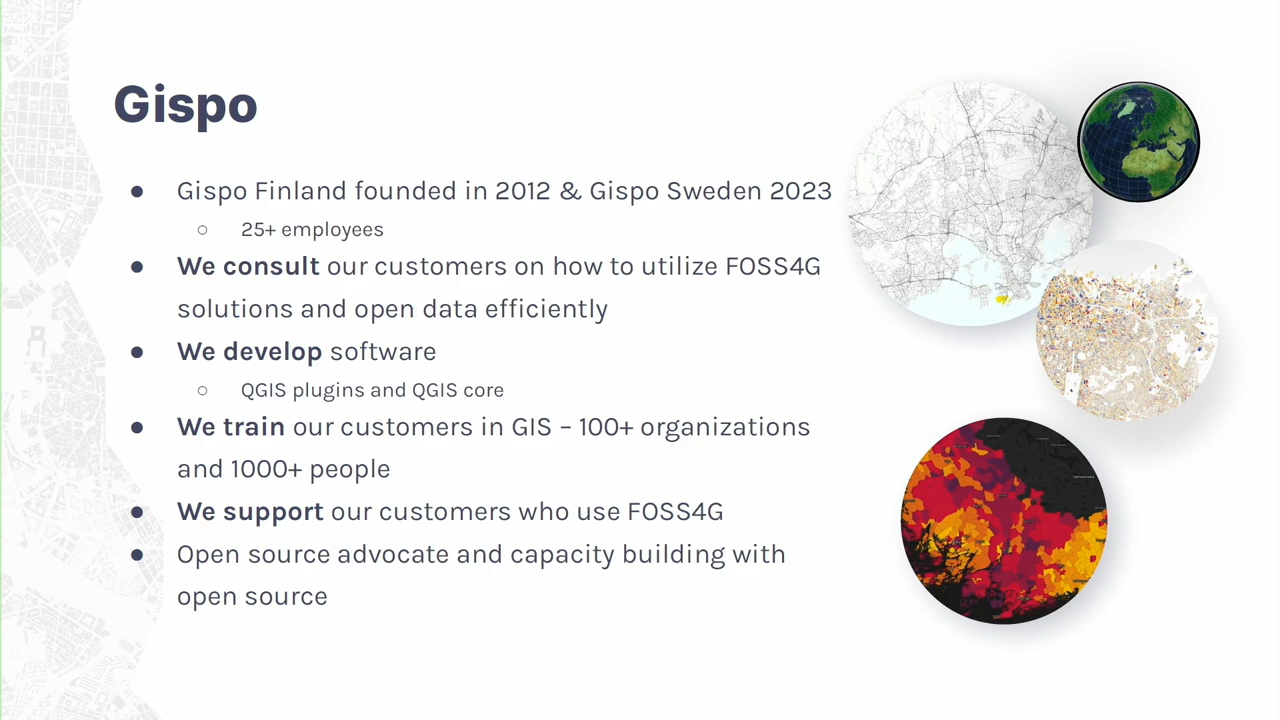 Gispo
● Gispo Finland founded in 2012 & Gispo Sweden 2023
○ 25+ employees
● We consult our customers on how to utilize FOSS4G
solutions and open data efficiently
● We develop software
○ QGIS plugins and QGIS core
● We train our customers in GIS – 100+ organizations
and 1000+ people
● We support our customers who use FOSS4G
● Open source advocate and capacity building with
open source